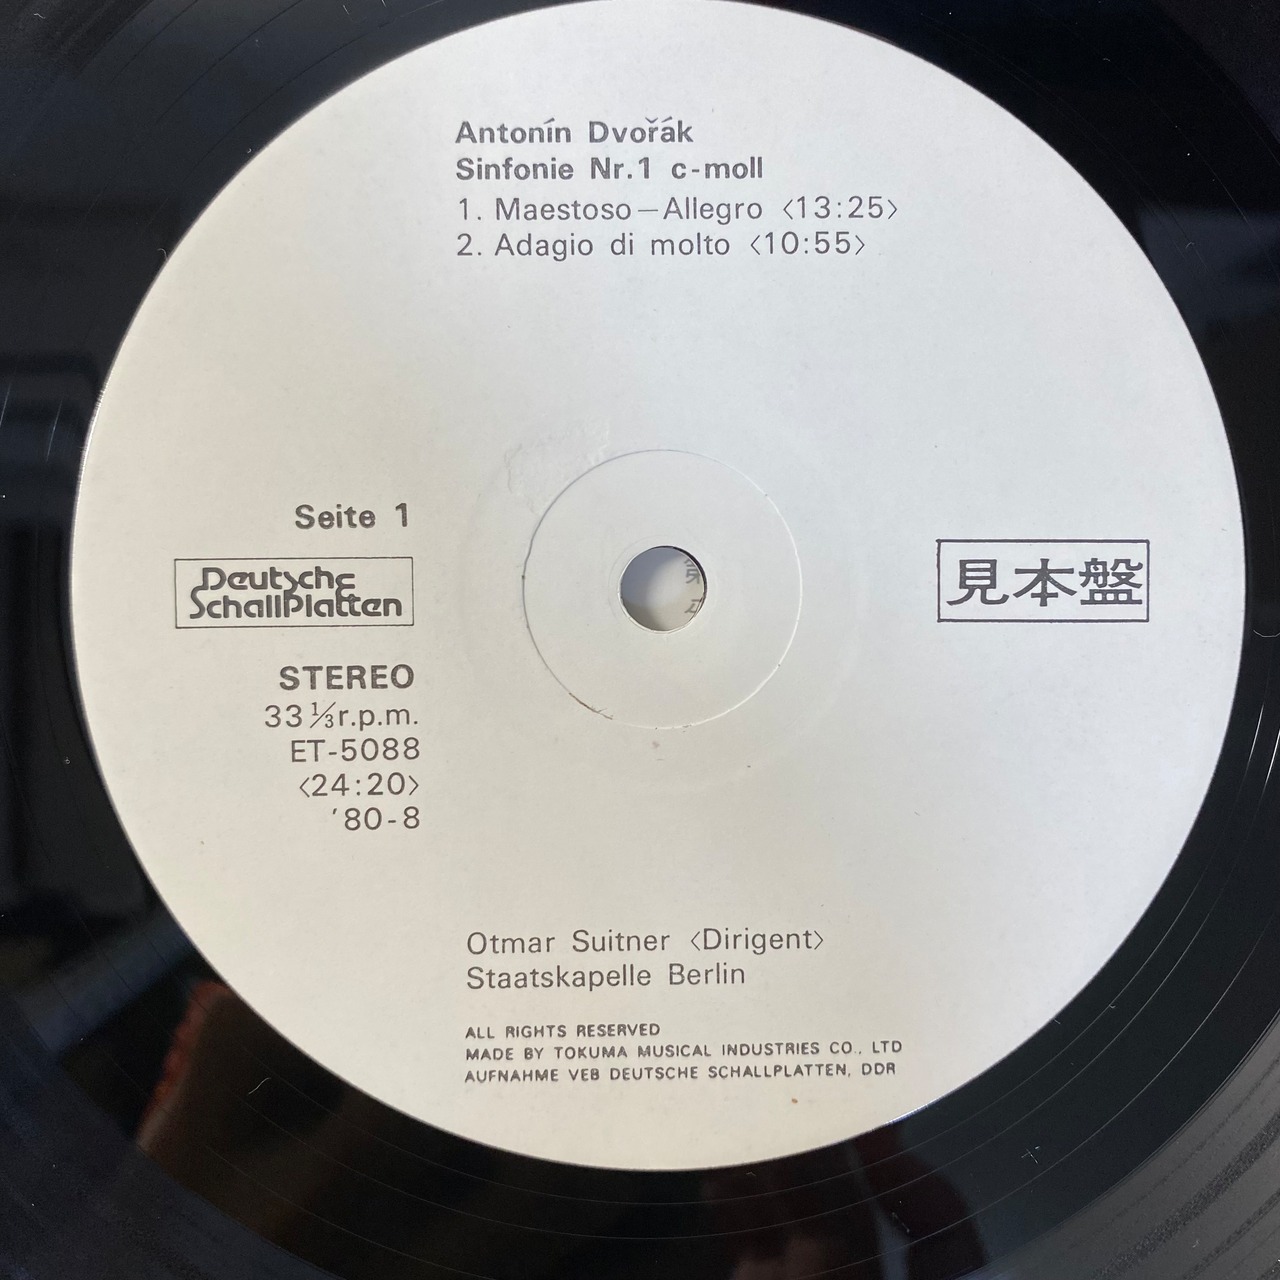 Antonín Dvořák
Sinfonie Nr.1 c-moll
1. Maestoso—Allegro 〈13:25〉
2. Adagio di molto 〈10:55〉
Seite 1
Deutsche
SchallPlatten
STEREO
33⅓r.p.m.
ET-5088
〈24:20〉
'80-8
見本盤
Otmar Suitner 〈Dirigent〉
Staatskapelle Berlin
ALL RIGHTS RESERVED
MADE BY TOKUMA MUSICAL INDUSTRIES CO., LTD
AUFNAHME VEB DEUTSCHE SCHALLPLATTEN, DDR